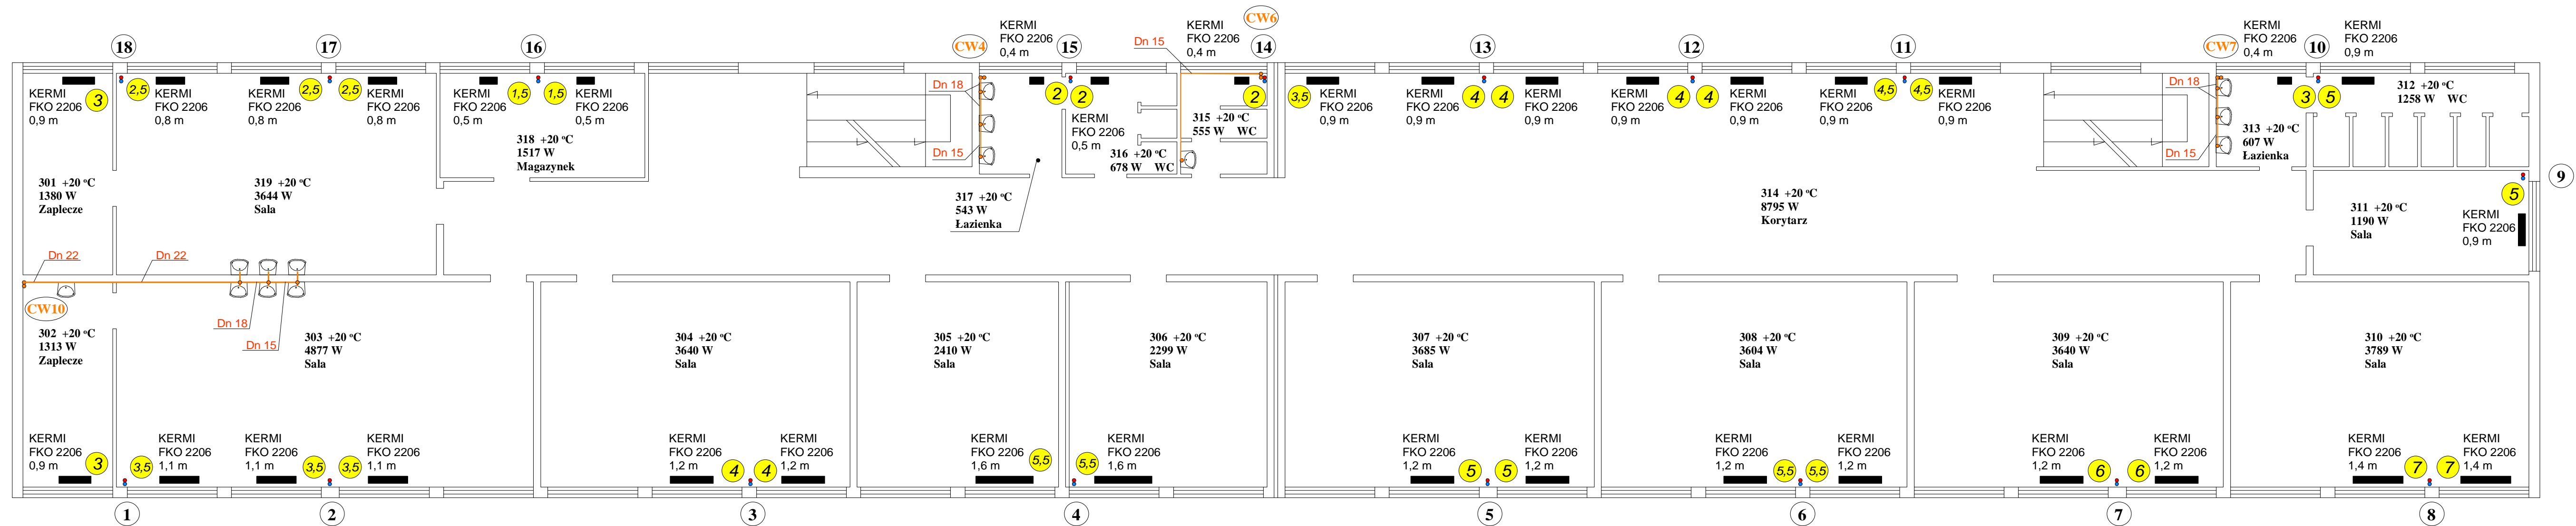 KERMI
FKO 2206
0,4 m
CW6
KERMI
FKO 2206
0,4 m
KERMI
FKO 2206
0,4 m
KERMI
FKO 2206
0,9 m
18
17
16
CW4
15
Dn 15
14
13
12
11
CW7
10
KERMI
FKO 2206
0,9 m
3
2,5
KERMI
FKO 2206
0,8 m
KERMI
FKO 2206
0,8 m
2,5
2,5
KERMI
FKO 2206
0,8 m
KERMI
FKO 2206
0,5 m
1,5
1,5
KERMI
FKO 2206
0,5 m
Dn 18
Dn 15
2
2
KERMI
FKO 2206
0,5 m
2
3,5
KERMI
FKO 2206
0,9 m
KERMI
FKO 2206
0,9 m
4
4
KERMI
FKO 2206
0,9 m
KERMI
FKO 2206
0,9 m
4
4
KERMI
FKO 2206
0,9 m
KERMI
FKO 2206
0,9 m
4,5
4,5
KERMI
FKO 2206
0,9 m
Dn 18
Dn 15
3
5
312 +20 °C
1258 W WC
313 +20 °C
607 W
Łazienka
315 +20 °C
555 W WC
316 +20 °C
678 W WC
318 +20 °C
1517 W
Magazynek
301 +20 °C
1380 W
Zaplecze
319 +20 °C
3644 W
Sala
317 +20 °C
543 W
Łazienka
314 +20 °C
8795 W
Korytarz
311 +20 °C
1190 W
Sala
9
5
KERMI
FKO 2206
0,9 m
Dn 22
Dn 22
CW10
Dn 18
Dn 15
302 +20 °C
1313 W
Zaplecze
303 +20 °C
4877 W
Sala
304 +20 °C
3640 W
Sala
305 +20 °C
2410 W
Sala
306 +20 °C
2299 W
Sala
307 +20 °C
3685 W
Sala
308 +20 °C
3604 W
Sala
309 +20 °C
3640 W
Sala
310 +20 °C
3789 W
Sala
KERMI
FKO 2206
0,9 m
3
3,5
KERMI
FKO 2206
1,1 m
KERMI
FKO 2206
1,1 m
3,5
3,5
KERMI
FKO 2206
1,1 m
KERMI
FKO 2206
1,2 m
4
4
KERMI
FKO 2206
1,2 m
KERMI
FKO 2206
1,6 m
5,5
5,5
KERMI
FKO 2206
1,6 m
KERMI
FKO 2206
1,2 m
5
5
KERMI
FKO 2206
1,2 m
KERMI
FKO 2206
1,2 m
5,5
5,5
KERMI
FKO 2206
1,2 m
KERMI
FKO 2206
1,2 m
6
6
KERMI
FKO 2206
1,2 m
KERMI
FKO 2206
1,4 m
7
7
KERMI
FKO 2206
1,4 m
1
2
3
4
5
6
7
8